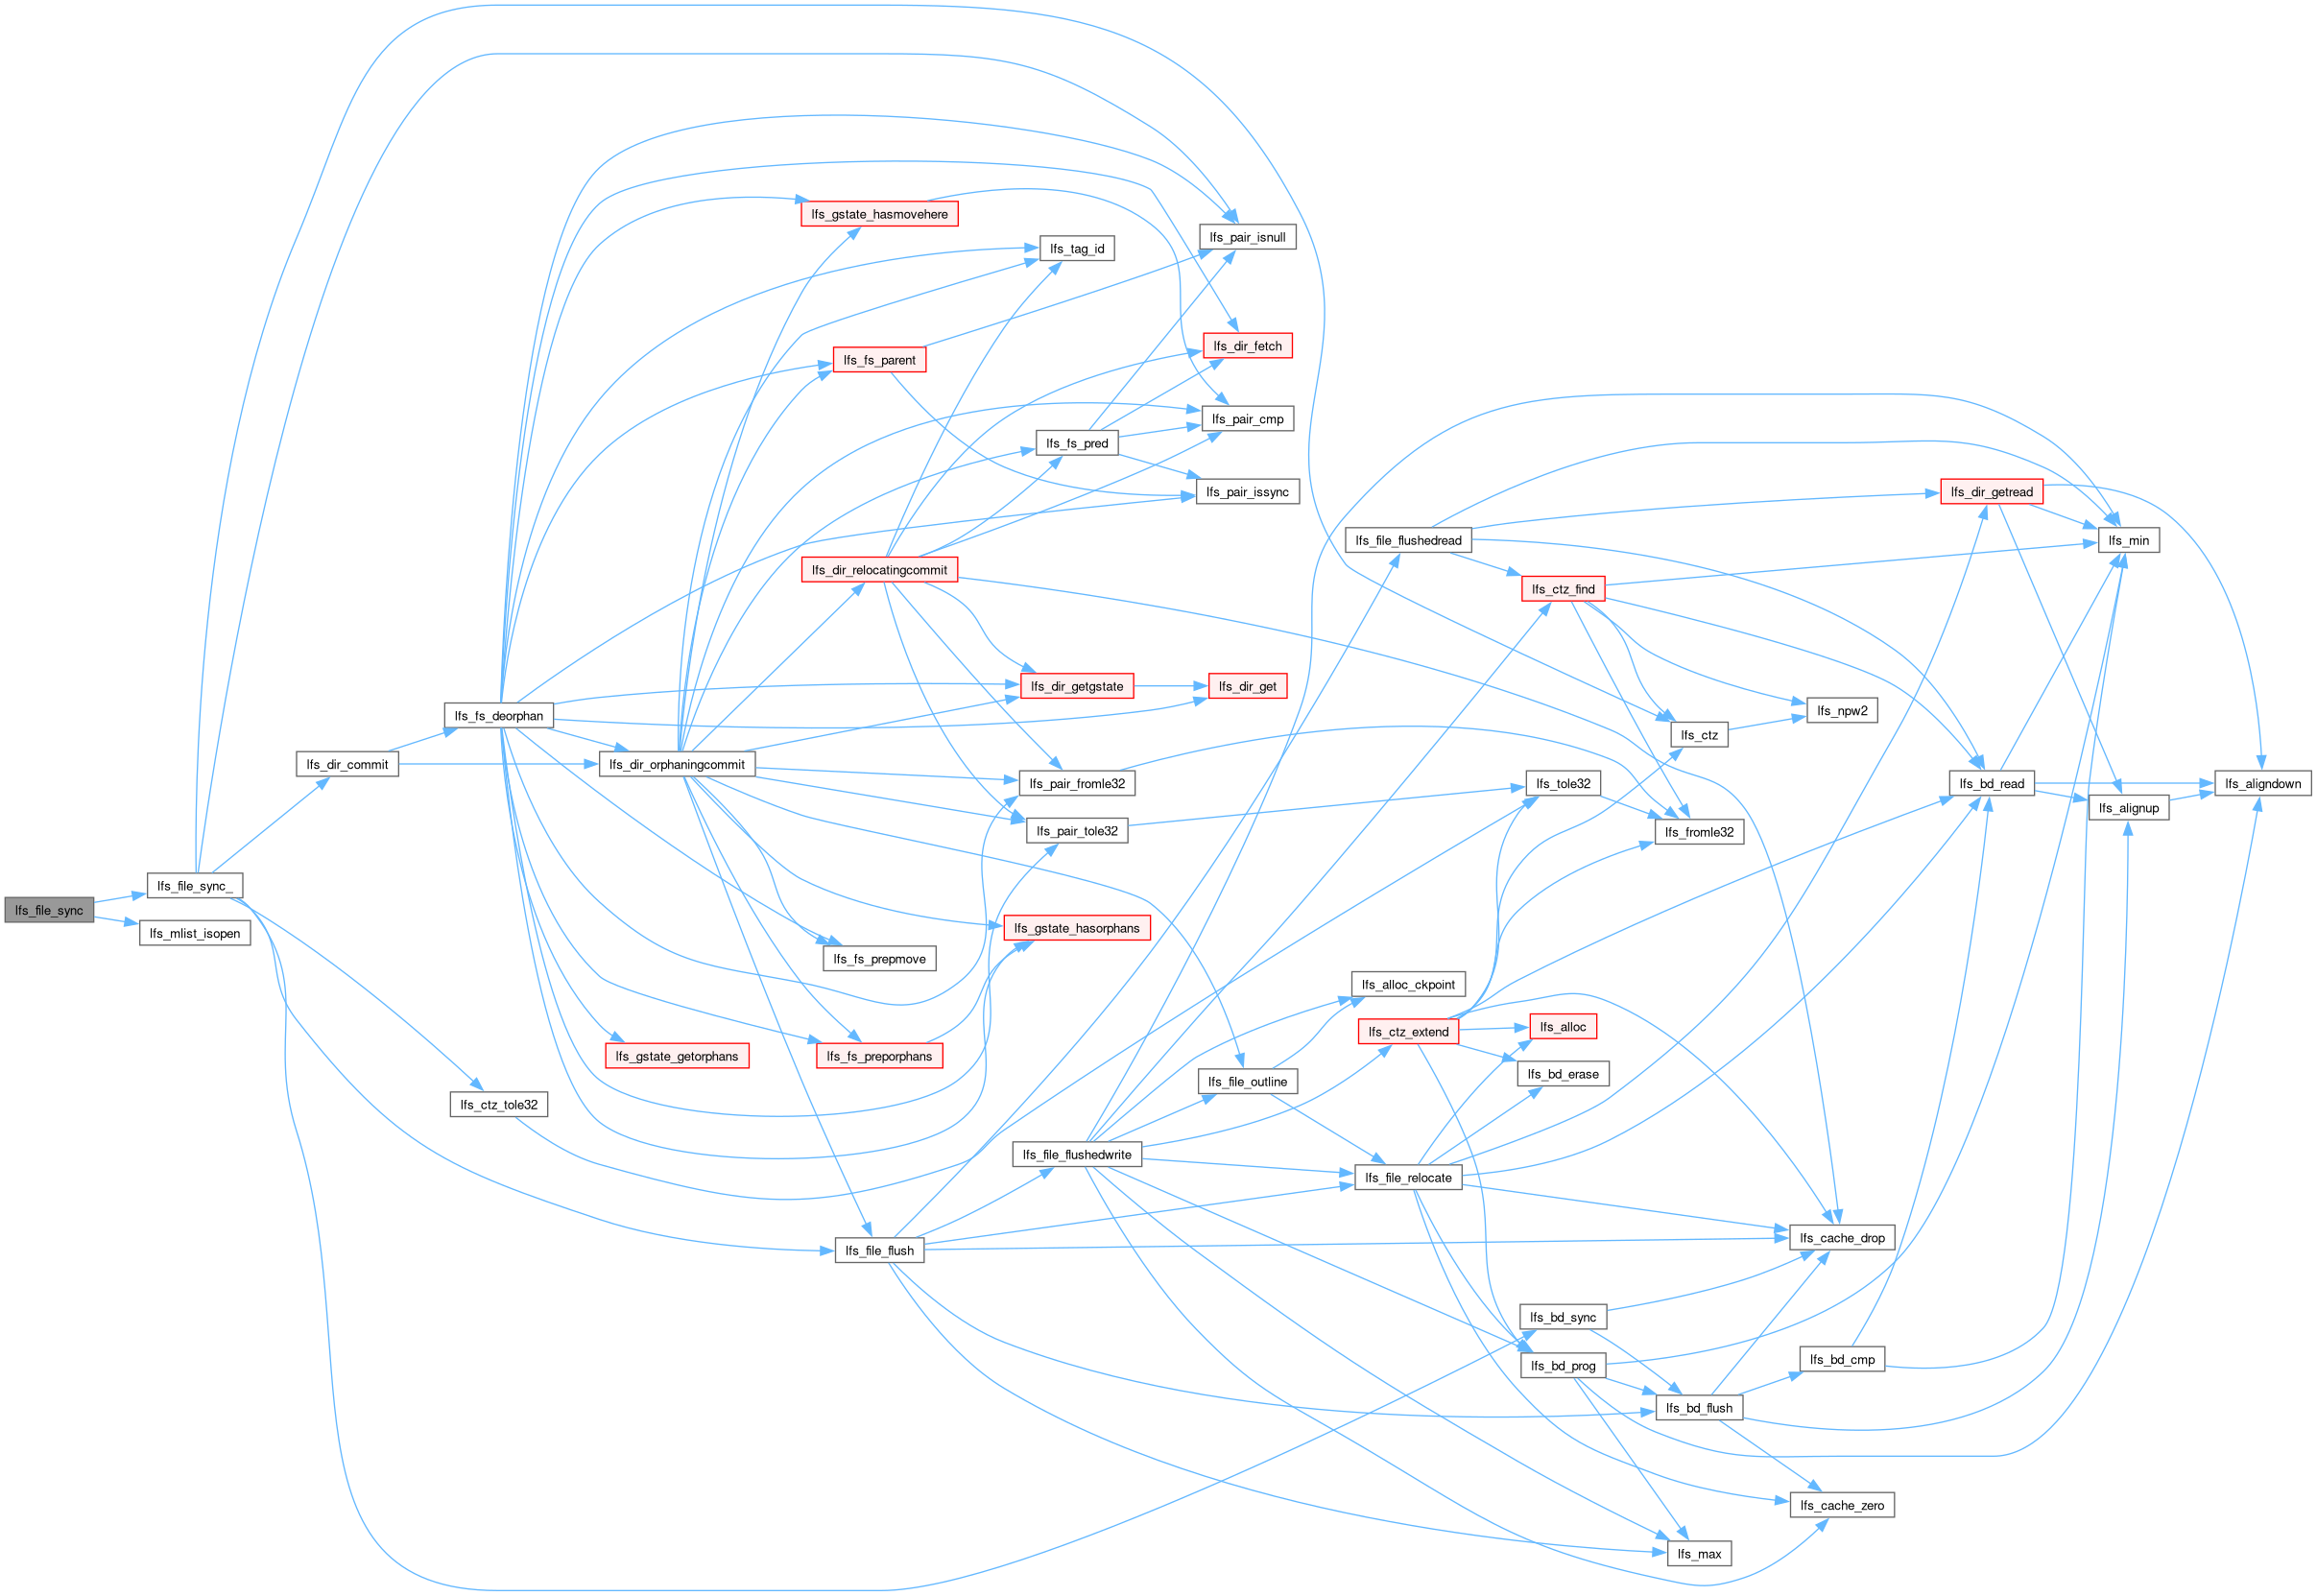 lfs_file_sync
lfs_file_sync_
lfs_mlist_isopen
lfs_dir_commit
lfs_fs_deorphan
lfs_ctz_tole32
lfs_dir_orphaningcommit
lfs_gstate_getorphans
lfs_gstate_hasmovehere
lfs_fs_parent
lfs_dir_relocatingcommit
lfs_fs_prepmove
lfs_fs_preporphans
lfs_file_flush
lfs_tag_id
lfs_fs_pred
lfs_dir_getgstate
lfs_pair_fromle32
lfs_pair_tole32
lfs_gstate_hasorphans
lfs_file_flushedwrite
lfs_pair_isnull
lfs_dir_fetch
lfs_pair_cmp
lfs_pair_issync
lfs_dir_get
lfs_file_outline
lfs_file_flushedread
lfs_alloc_ckpoint
lfs_ctz_extend
lfs_file_relocate
lfs_ctz_find
lfs_tole32
lfs_alloc
lfs_bd_erase
lfs_bd_sync
lfs_bd_prog
lfs_ctz
lfs_fromle32
lfs_bd_flush
lfs_max
lfs_npw2
lfs_cache_drop
lfs_bd_cmp
lfs_cache_zero
lfs_dir_getread
lfs_bd_read
lfs_min
lfs_alignup
lfs_aligndown